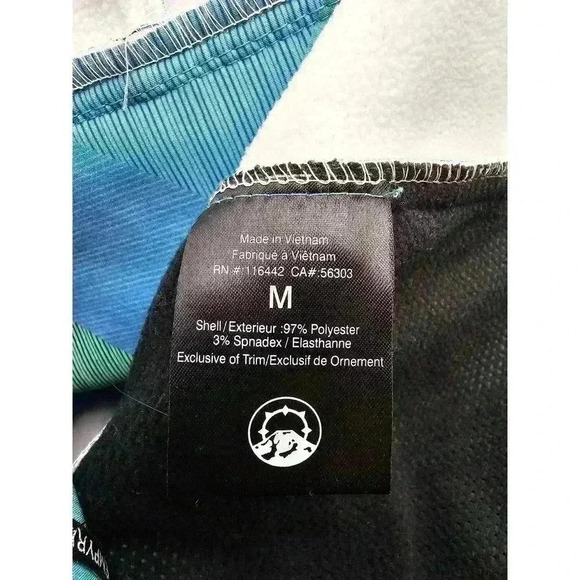 Made in Vietnam
Fabriqué à Viêtnam
RN #:116442 CA#:56303
M
Shell/Exterieur :97% Polyester
3% Spnadex/ Elasthanne
Exclusive of Trim/Exclusif de Ornement